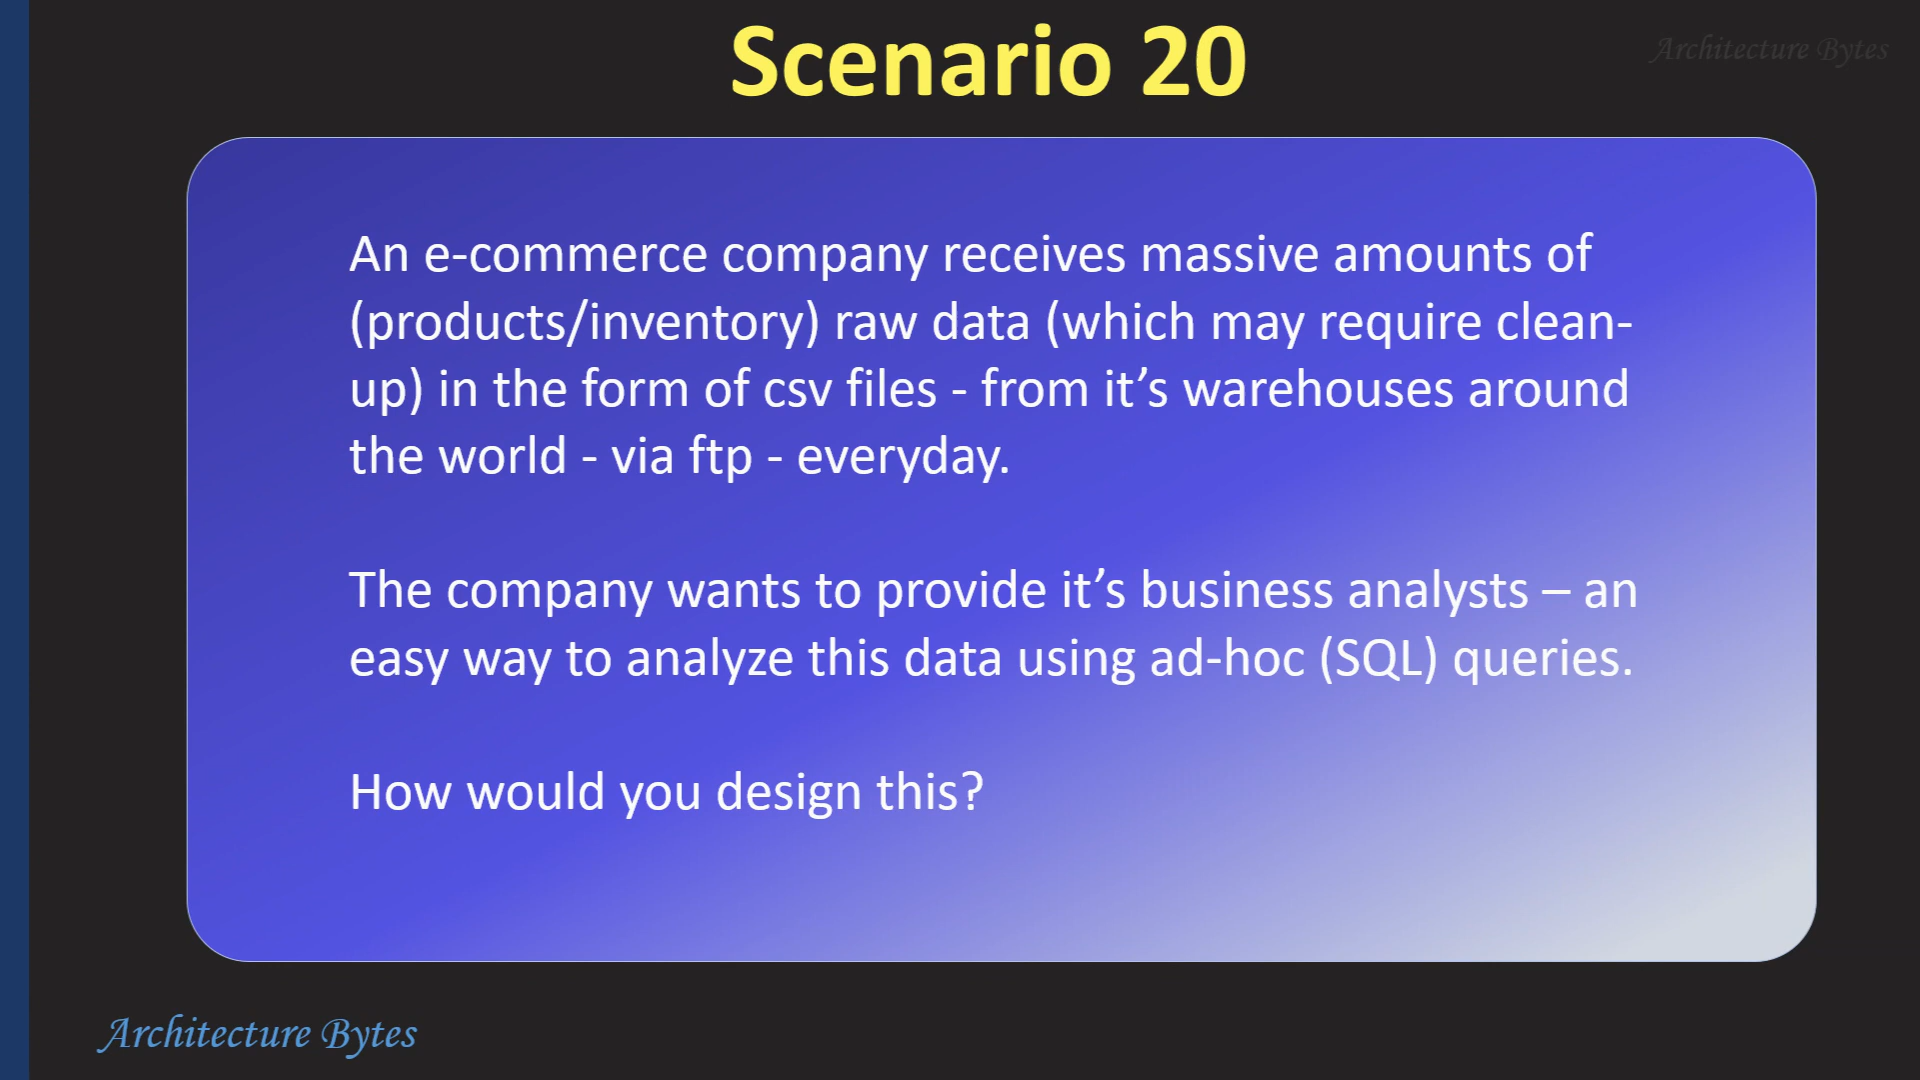 Scenario 20
Architecture Bytes
An e-commerce company receives massive amounts of
(products/inventory) raw data (which may require clean-
up) in the form of csv files - from it’s warehouses around
the world - via ftp - everyday.
The company wants to provide it’s business analysts – an
easy way to analyze this data using ad-hoc (SQL) queries.
How would you design this?
Architecture Bytes